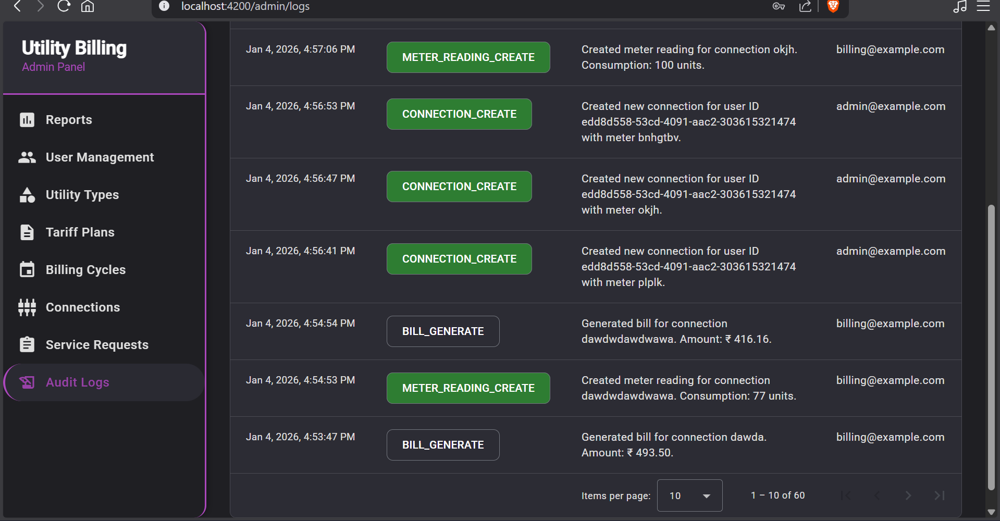 localhost:4200/admin/logs
Utility Billing
Admin Panel
Reports
User Management
Utility Types
Tariff Plans
Billing Cycles
Connections
Service Requests
Audit Logs
Jan 4, 2026, 4:57:06 PM
METER_READING_CREATE
Created meter reading for connection okjh.
Consumption: 100 units.
billing@example.com
Jan 4, 2026, 4:56:53 PM
CONNECTION_CREATE
Created new connection for user ID
edd8d558-53cd-4091-aac2-303615321474
with meter bnhgtbv.
admin@example.com
Jan 4, 2026, 4:56:47 PM
CONNECTION_CREATE
Created new connection for user ID
edd8d558-53cd-4091-aac2-303615321474
with meter okjh.
admin@example.com
Jan 4, 2026, 4:56:41 PM
CONNECTION_CREATE
Created new connection for user ID
edd8d558-53cd-4091-aac2-303615321474
with meter plplk.
admin@example.com
Jan 4, 2026, 4:54:54 PM
BILL_GENERATE
Generated bill for connection
dawdwdawdwawa. Amount: ₹ 416.16.
billing@example.com
Jan 4, 2026, 4:54:53 PM
METER_READING_CREATE
Created meter reading for connection
dawdwdawdwawa. Consumption: 77 units.
billing@example.com
Jan 4, 2026, 4:53:47 PM
BILL_GENERATE
Generated bill for connection dawda.
Amount: ₹ 493.50.
billing@example.com
Items per page: 10
1 – 10 of 60